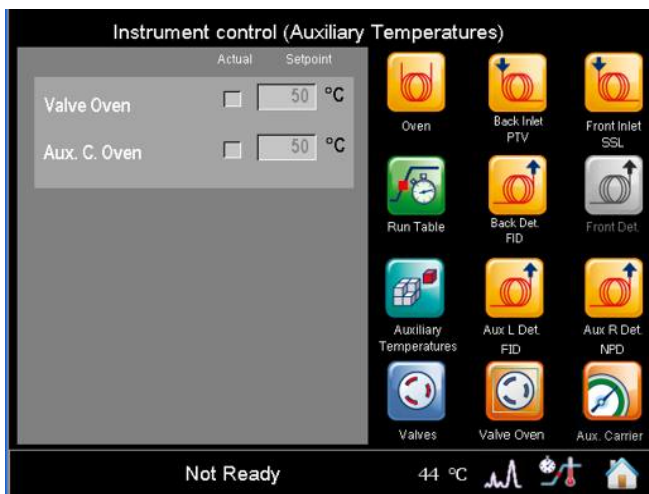 Instrument control (Auxiliary Temperatures)
Actual Setpoint
Valve Oven 50 °C
Aux. C. Oven 50 °C
Oven
Back Inlet
PTV
Front Inlet
SSL
Run Table
Back Det.
FID
Front Det.
Auxiliary
Temperatures
Aux L Det.
FID
Aux R Det.
NPD
Valves
Valve Oven
Aux. Carrier
Not Ready 44 °C